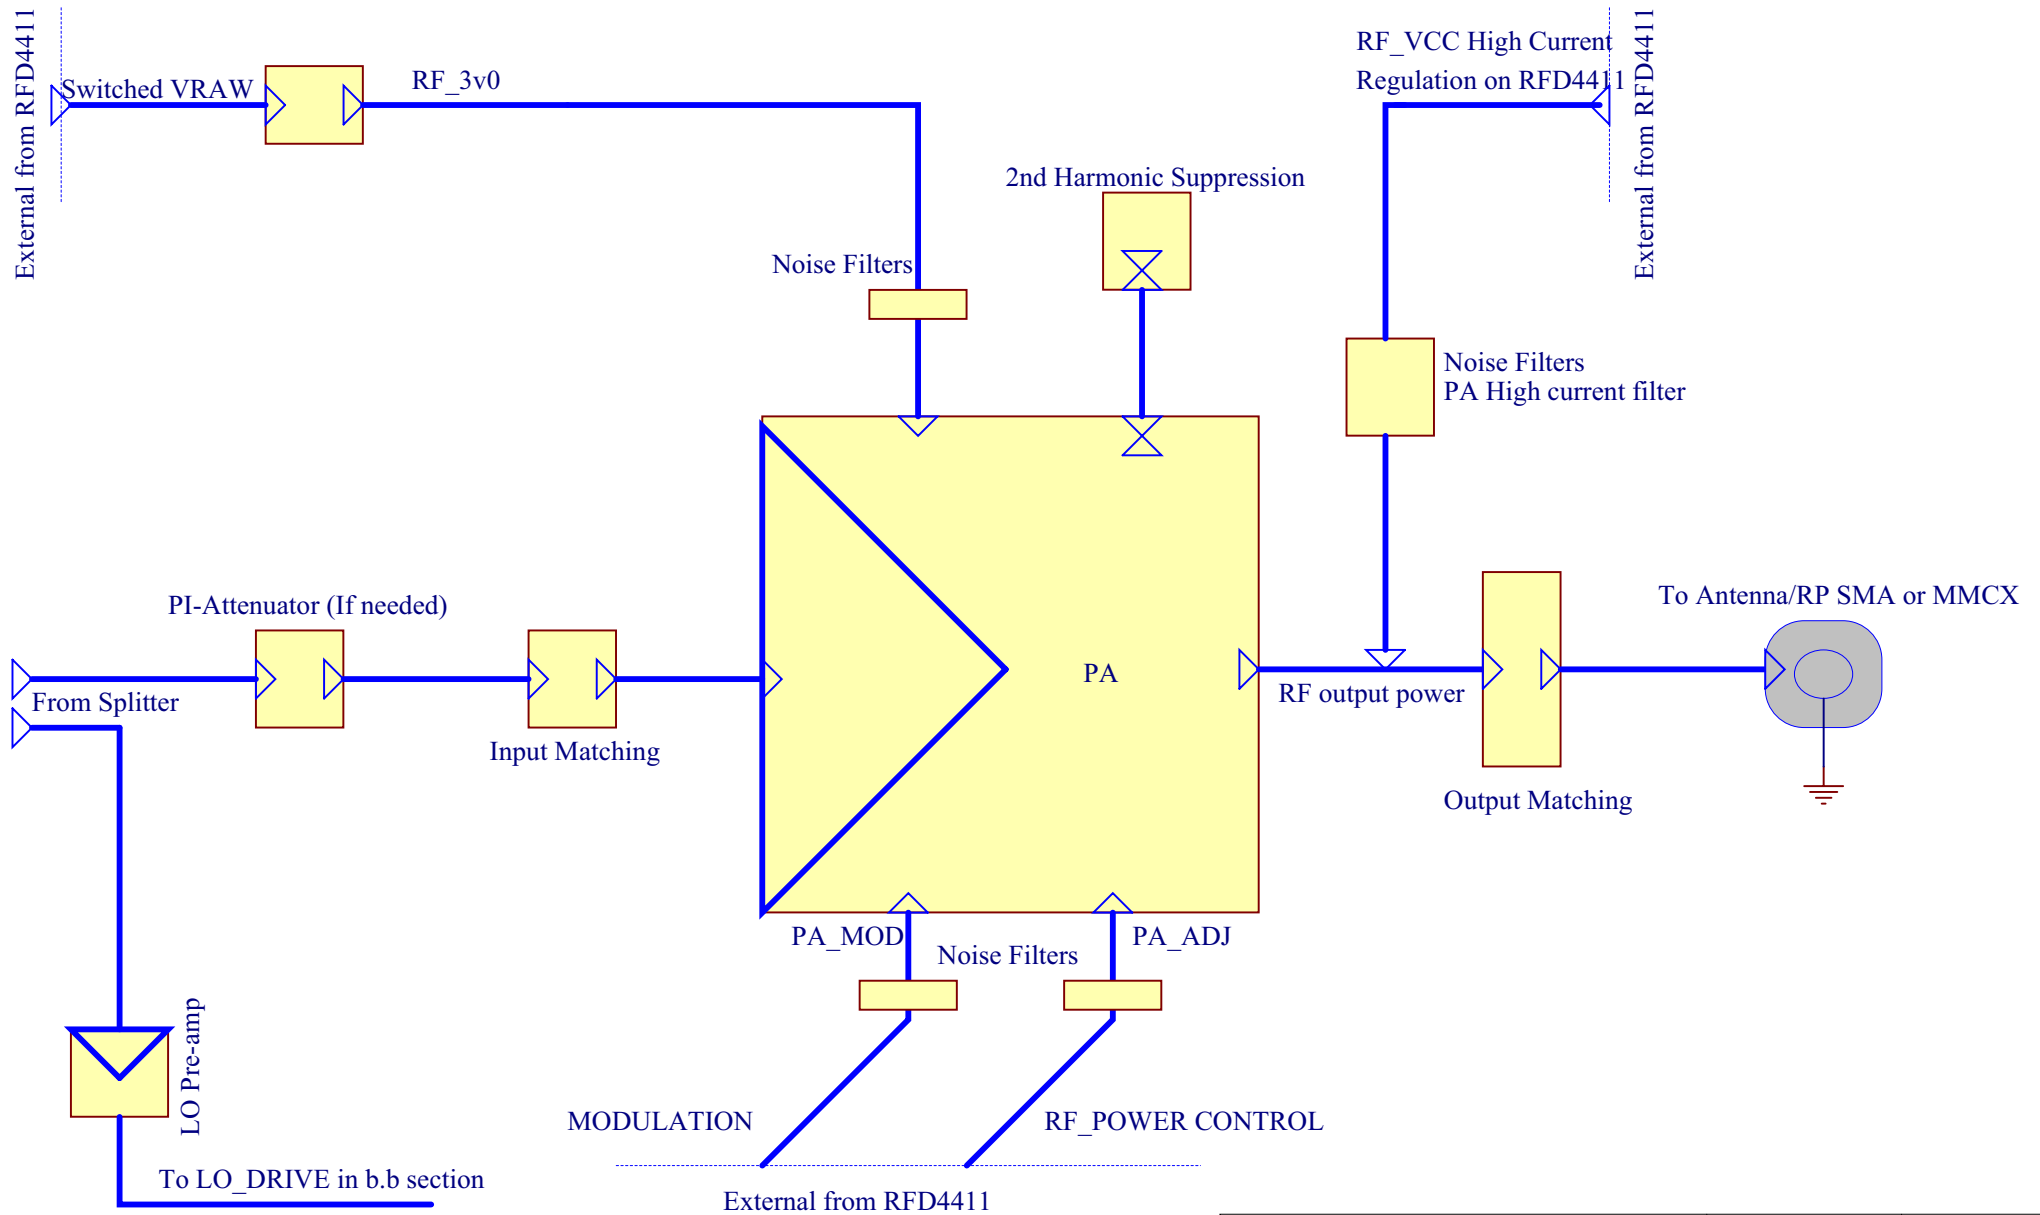 External from RFD4411
Switched VRAW
RF_3v0
RF_VCC High Current
Regulation on RFD4411
External from RFD4411
2nd Harmonic Suppression
Noise Filters
Noise Filters
PA High current filter
PI-Attenuator (If needed)
To Antenna/RP SMA or MMCX
From Splitter
PA
RF output power
Input Matching
Output Matching
PA_MOD
Noise Filters
PA_ADJ
LO Pre-amp
MODULATION
RF_POWER CONTROL
To LO_DRIVE in b.b section
External from RFD4411